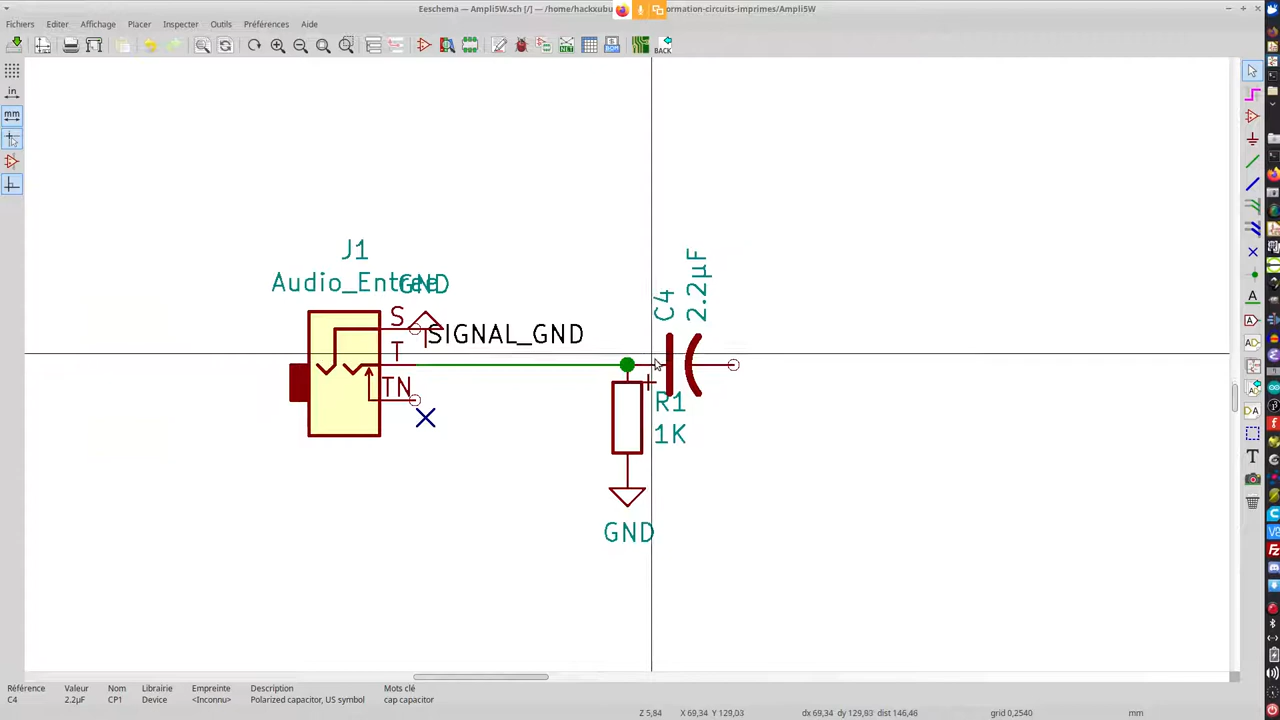 Eeschema — Ampli5W.sch [/] — /home/hackxubu
ormation-circuits-imprimes/Ampli5W
Fichiers Editer Affichage Placer Inspecter Outils Préférences Aide
BACK
in
mm
J1
Audio_Entree
GND
S
SIGNAL_GND
T
TN
C4
2.2µF
R1
1K
GND
A
A
A
A
T
Référence Valeur Nom Librairie Empreinte Description Mots clé
C4 2.2µF CP1 Device <Inconnu> Polarized capacitor, US symbol cap capacitor
Z 5,84 X 69,34 Y 129,03 dx 69,34 dy 129,83 dist 146,46 grid 0,2540 mm